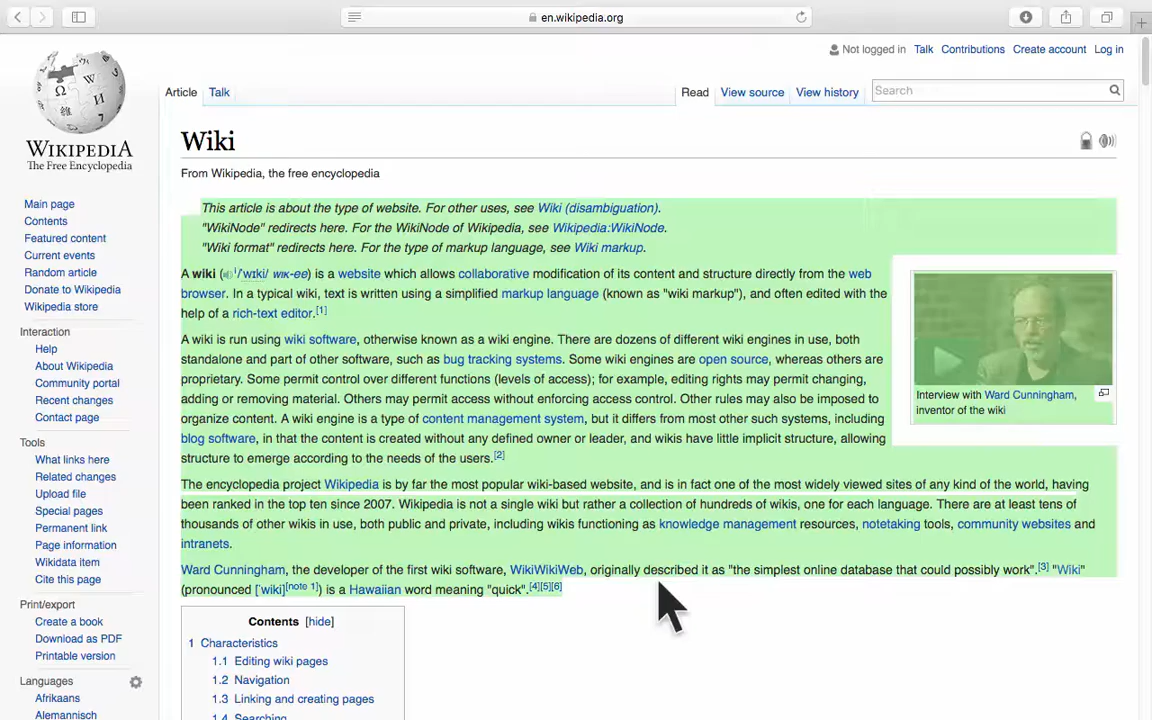 en.wikipedia.org
Not logged in Talk Contributions Create account Log in
Article Talk Read View source View history Search
WIKIPEDIA
The Free Encyclopedia
Main page
Contents
Featured content
Current events
Random article
Donate to Wikipedia
Wikipedia store
Interaction
Help
About Wikipedia
Community portal
Recent changes
Contact page
Tools
What links here
Related changes
Upload file
Special pages
Permanent link
Page information
Wikidata item
Cite this page
Print/export
Create a book
Download as PDF
Printable version
Languages
Afrikaans
Alemannisch
Wiki
From Wikipedia, the free encyclopedia
This article is about the type of website. For other uses, see Wiki (disambiguation).
"WikiNode" redirects here. For the WikiNode of Wikipedia, see Wikipedia:WikiNode.
"Wiki format" redirects here. For the type of markup language, see Wiki markup.
A wiki (/ˈwɪki/ WIK-ee) is a website which allows collaborative modification of its content and structure directly from the web
browser. In a typical wiki, text is written using a simplified markup language (known as "wiki markup"), and often edited with the
help of a rich-text editor.[1]
A wiki is run using wiki software, otherwise known as a wiki engine. There are dozens of different wiki engines in use, both
standalone and part of other software, such as bug tracking systems. Some wiki engines are open source, whereas others are
proprietary. Some permit control over different functions (levels of access); for example, editing rights may permit changing,
adding or removing material. Others may permit access without enforcing access control. Other rules may also be imposed to
organize content. A wiki engine is a type of content management system, but it differs from most other such systems, including
blog software, in that the content is created without any defined owner or leader, and wikis have little implicit structure, allowing
structure to emerge according to the needs of the users.[2]
Interview with Ward Cunningham,
inventor of the wiki
The encyclopedia project Wikipedia is by far the most popular wiki-based website, and is in fact one of the most widely viewed sites of any kind of the world, having
been ranked in the top ten since 2007. Wikipedia is not a single wiki but rather a collection of hundreds of wikis, one for each language. There are at least tens of
thousands of other wikis in use, both public and private, including wikis functioning as knowledge management resources, notetaking tools, community websites and
intranets.
Ward Cunningham, the developer of the first wiki software, WikiWikiWeb, originally described it as "the simplest online database that could possibly work".[3] "Wiki"
(pronounced [ˈwiki][note 1]) is a Hawaiian word meaning "quick".[4][5][6]
Contents [hide]
1 Characteristics
1.1 Editing wiki pages
1.2 Navigation
1.3 Linking and creating pages
1.4 Searching